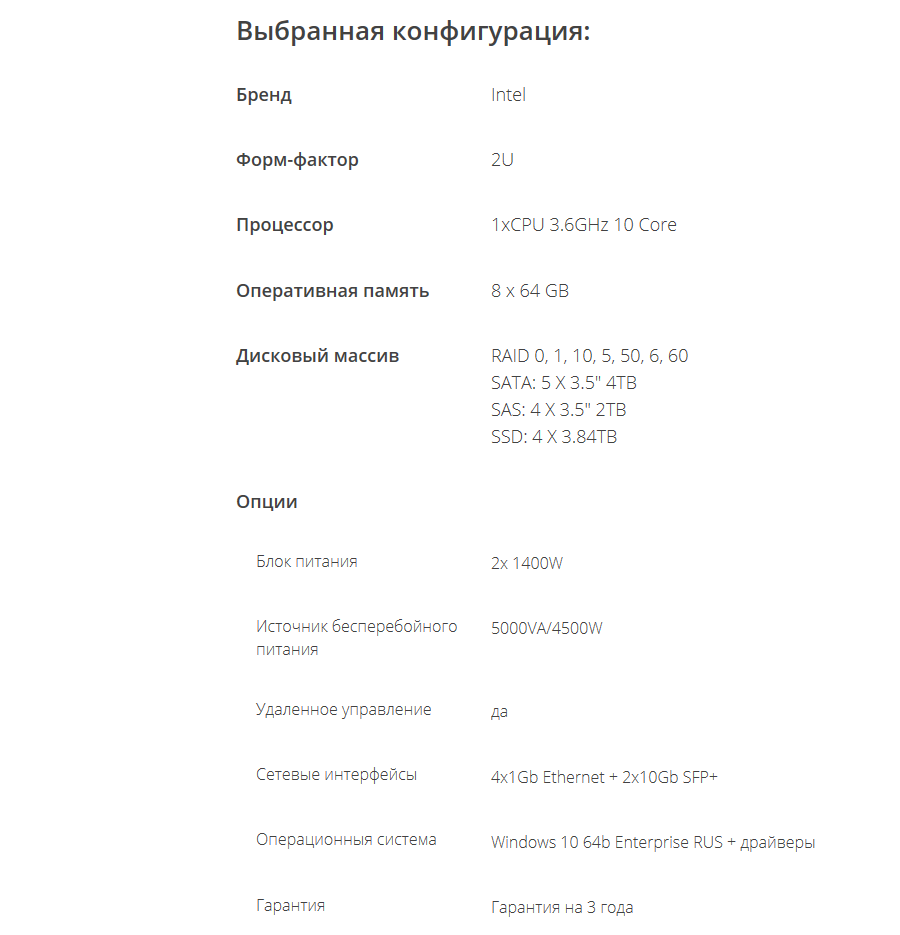 Выбранная конфигурация:
Бренд Intel
Форм-фактор 2U
Процессор 1xCPU 3.6GHz 10 Core
Оперативная память 8 x 64 GB
Дисковый массив RAID 0, 1, 10, 5, 50, 6, 60
SATA: 5 X 3.5" 4TB
SAS: 4 X 3.5" 2TB
SSD: 4 X 3.84TB
Опции
Блок питания 2x 1400W
Источник бесперебойного 5000VA/4500W
питания
Удаленное управление да
Сетевые интерфейсы 4x1Gb Ethernet + 2x10Gb SFP+
Операционныя система Windows 10 64b Enterprise RUS + драйверы
Гарантия Гарантия на 3 года